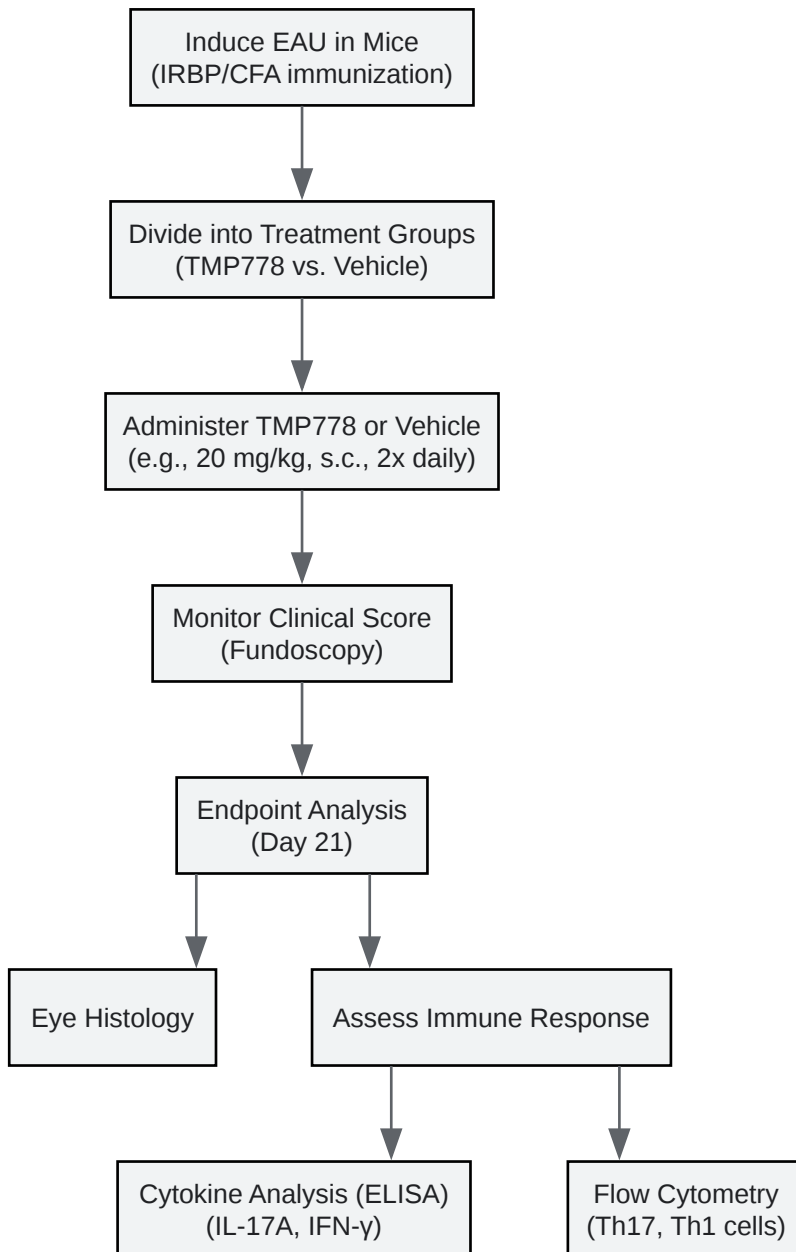 Induce EAU in Mice
(IRBP/CFA immunization)
Divide into Treatment Groups
(TMP778 vs. Vehicle)
Administer TMP778 or Vehicle
(e.g., 20 mg/kg, s.c., 2x daily)
Monitor Clinical Score
(Fundoscopy)
Endpoint Analysis
(Day 21)
Eye Histology
Assess Immune Response
Cytokine Analysis (ELISA)
(IL-17A, IFN-γ)
Flow Cytometry
(Th17, Th1 cells)